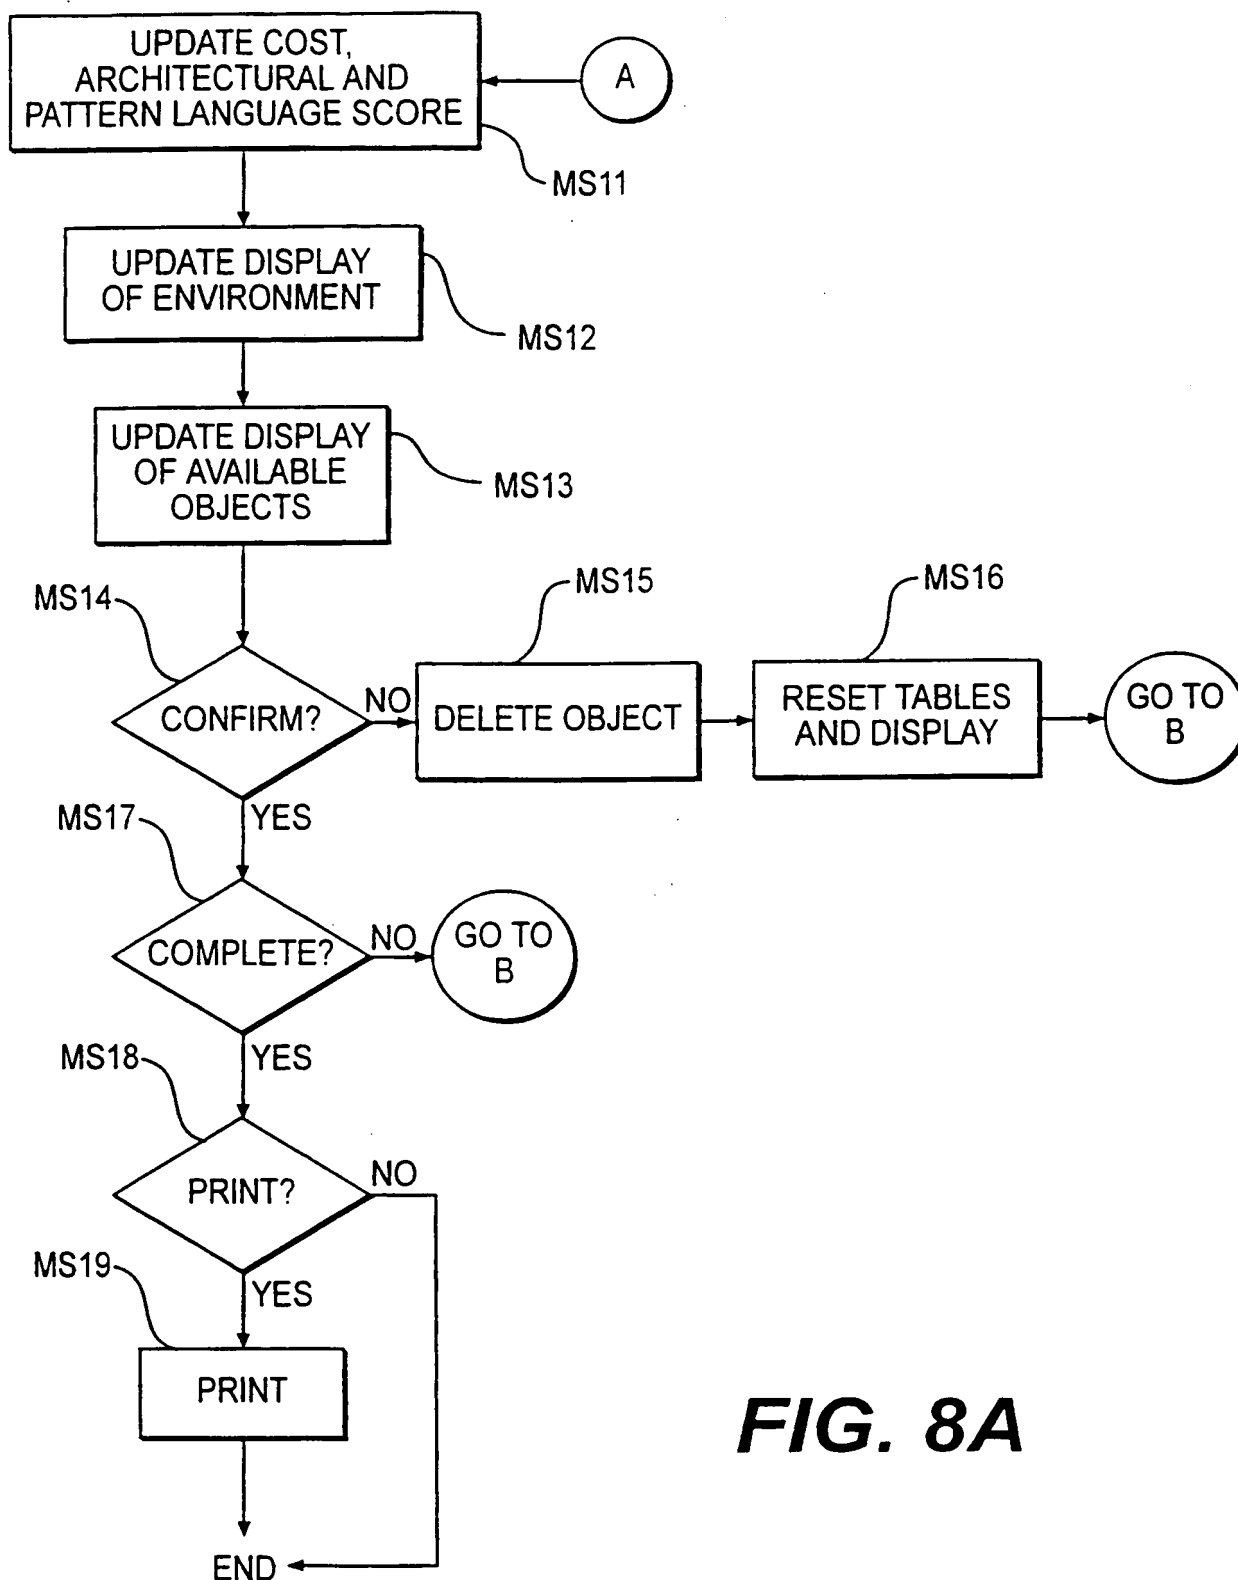 UPDATE COST,
ARCHITECTURAL AND
PATTERN LANGUAGE SCORE
A
MS11
UPDATE DISPLAY
OF ENVIRONMENT
MS12
UPDATE DISPLAY
OF AVAILABLE
OBJECTS
MS13
MS14
MS15
MS16
CONFIRM?
NO
DELETE OBJECT
RESET TABLES
AND DISPLAY
GO TO
B
YES
MS17
COMPLETE?
NO
GO TO
B
YES
MS18
PRINT?
NO
YES
MS19
PRINT
END
FIG. 8A